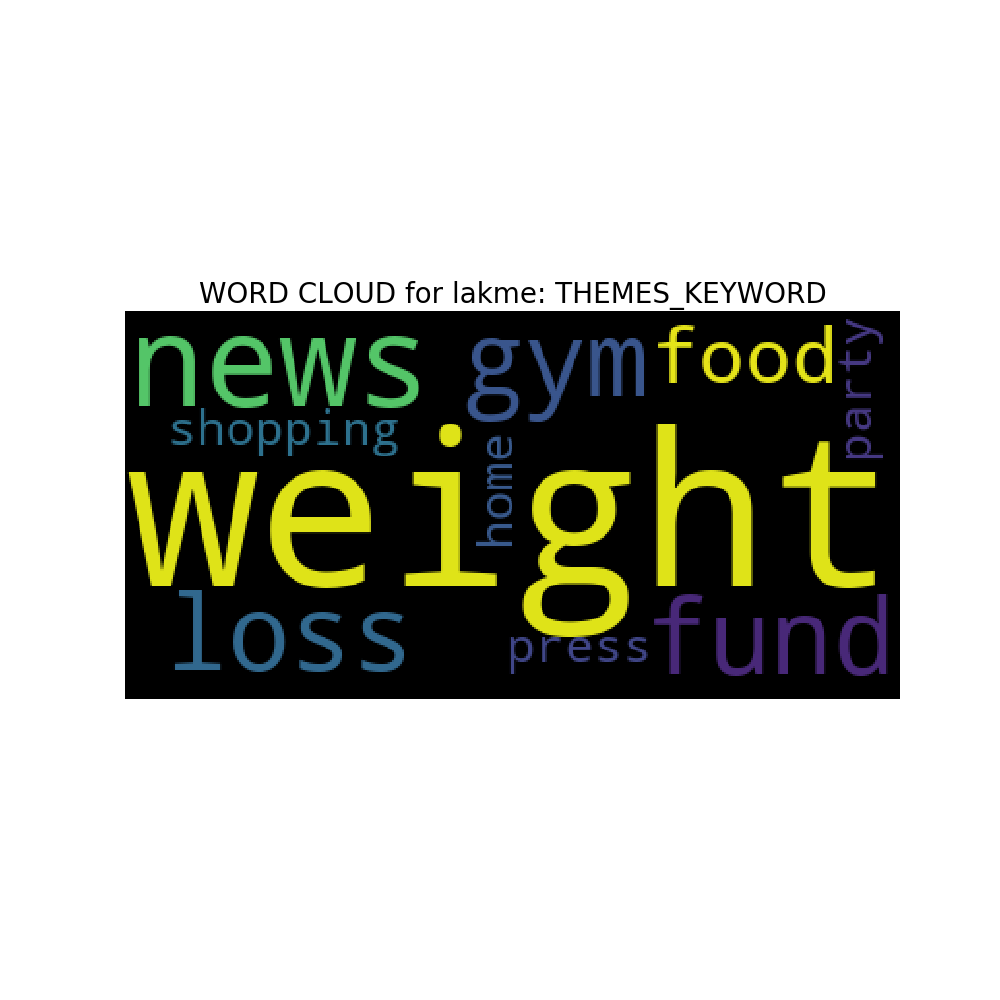 WORD CLOUD for lakme: THEMES_KEYWORD
news
gym
food
party
shopping
home
weight
loss
press
fund